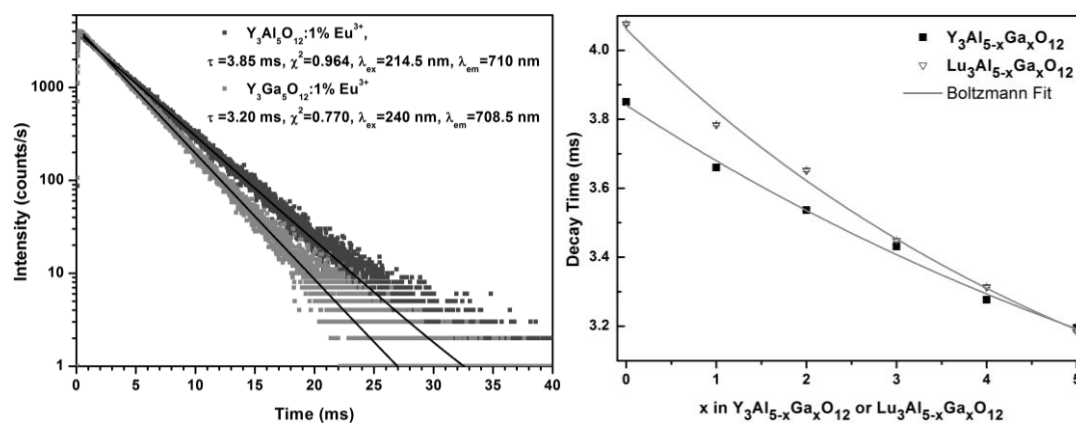 Y₃Al₅O₁₂:1% Eu³⁺,
τ =3.85 ms, χ²=0.964, λex=214.5 nm, λem=710 nm
Y₃Ga₅O₁₂:1% Eu³⁺
τ =3.20 ms, χ²=0.770, λex=240 nm, λem=708.5 nm
Intensity (counts/s)
1000
100
10
1
0 5 10 15 20 25 30 35 40
Time (ms)
Y₃Al₅₋ₓGaₓO₁₂
Lu₃Al₅₋ₓGaₓO₁₂
Boltzmann Fit
Decay Time (ms)
4.0
3.8
3.6
3.4
3.2
0 1 2 3 4 5
x in Y₃Al₅₋ₓGaₓO₁₂ or Lu₃Al₅₋ₓGaₓO₁₂